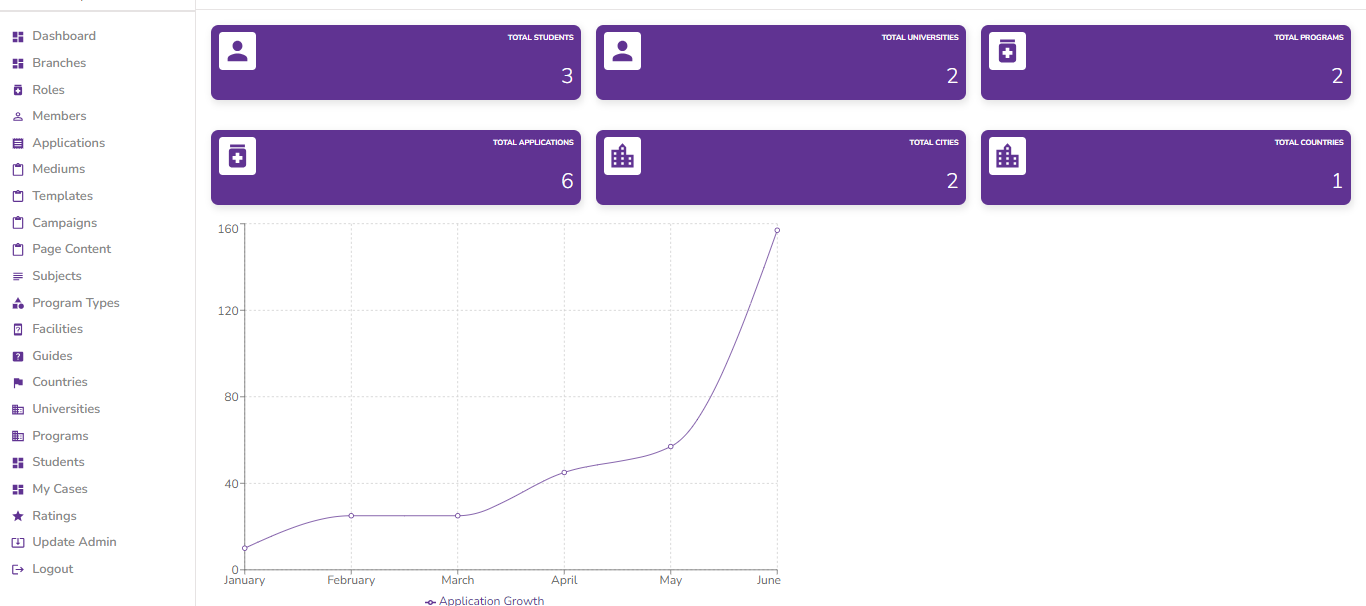 Dashboard
Branches
Roles
Members
Applications
Mediums
Templates
Campaigns
Page Content
Subjects
Program Types
Facilities
Guides
Countries
Universities
Programs
Students
My Cases
Ratings
Update Admin
Logout
TOTAL STUDENTS
3
TOTAL UNIVERSITIES
2
TOTAL PROGRAMS
2
TOTAL APPLICATIONS
6
TOTAL CITIES
2
TOTAL COUNTRIES
1
160
120
80
40
0
January February March April May June
Application Growth